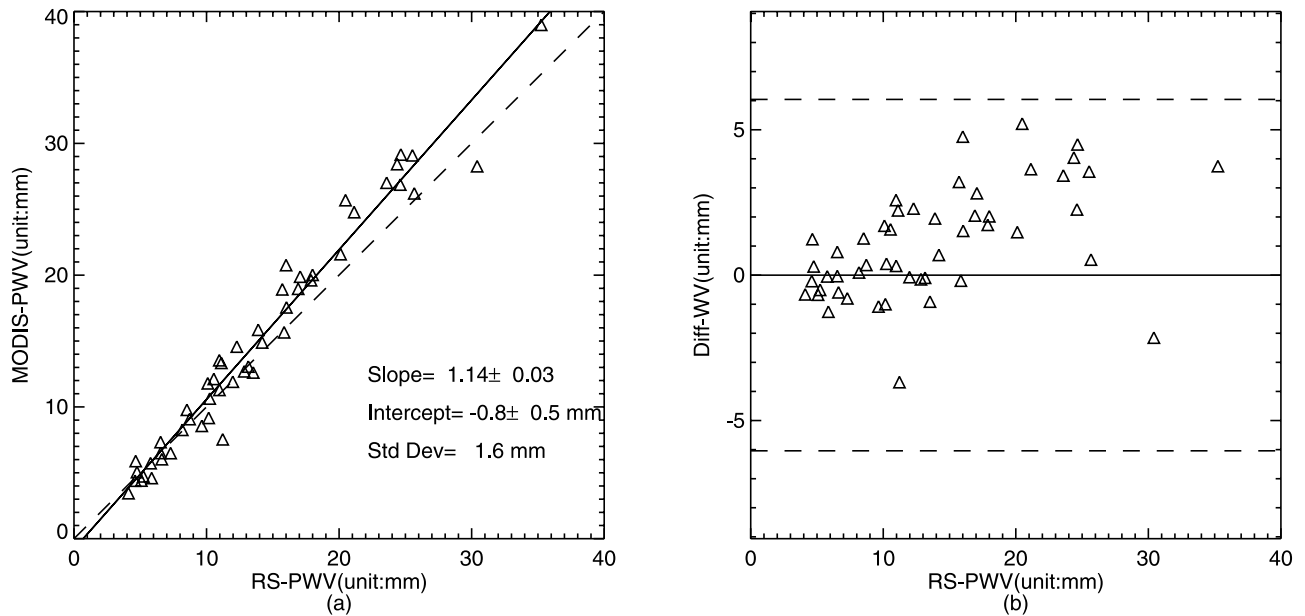 40
30
20
10
0
MODIS-PWV(unit:mm)
Slope= 1.14± 0.03
Intercept= -0.8± 0.5 mm
Std Dev= 1.6 mm
0 10 20 30 40
RS-PWV(unit:mm)
(a)
5
0
-5
Diff-WV(unit:mm)
0 10 20 30 40
RS-PWV(unit:mm)
(b)